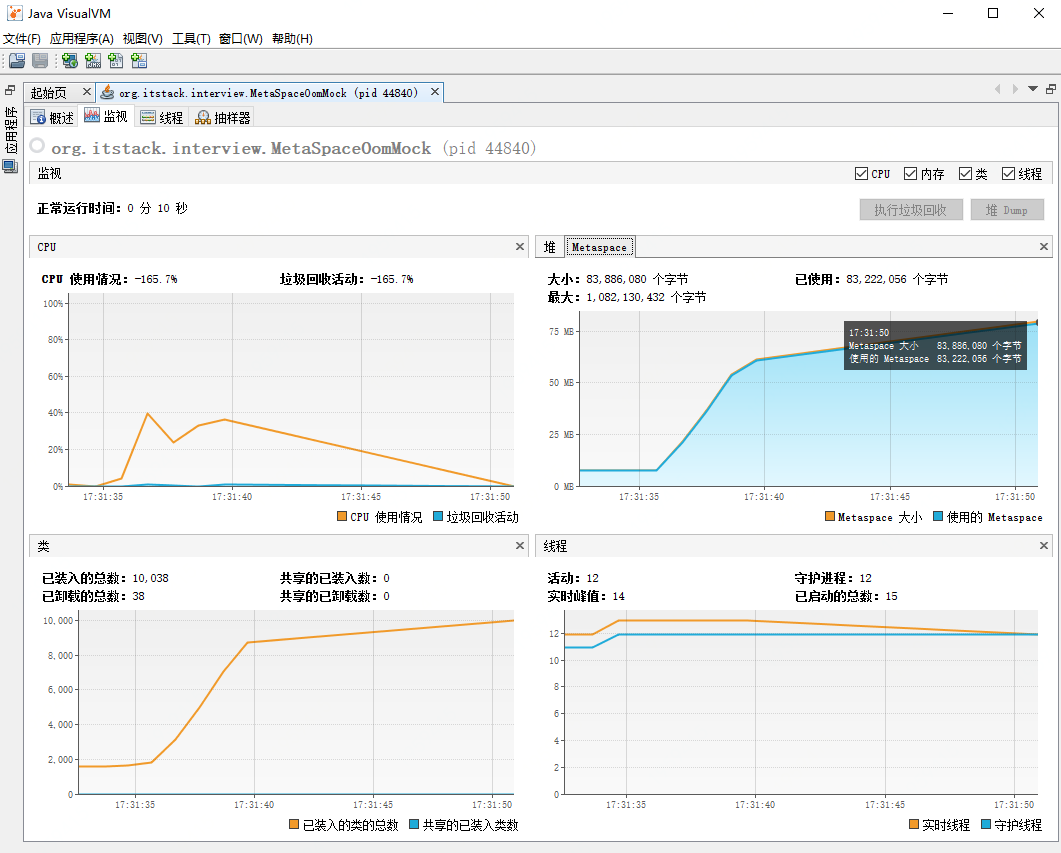 Java VisualVM
文件(F) 应用程序(A) 视图(V) 工具(T) 窗口(W) 帮助(H)
应用程序
起始页 org.itstack.interview.MetaSpaceOomMock (pid 44840)
概述 监视 线程 抽样器
org.itstack.interview.MetaSpaceOomMock (pid 44840)
监视 CPU 内存 类 线程
正常运行时间: 0 分 10 秒 执行垃圾回收 堆 Dump
CPU
CPU 使用情况: -165.7% 垃圾回收活动: -165.7%
100%
80%
60%
40%
20%
0%
17:31:35 17:31:40 17:31:45 17:31:50
CPU 使用情况 垃圾回收活动
堆 Metaspace
大小: 83,886,080 个字节 已使用: 83,222,056 个字节
最大: 1,082,130,432 个字节
17:31:50
Metaspace 大小 83,886,080 个字节
使用的 Metaspace 83,222,056 个字节
75 MB
50 MB
25 MB
0 MB
17:31:35 17:31:40 17:31:45 17:31:50
Metaspace 大小 使用的 Metaspace
类
已装入的总数: 10,038 共享的已装入数: 0
已卸载的总数: 38 共享的已卸载数: 0
10,000
8,000
6,000
4,000
2,000
0
17:31:35 17:31:40 17:31:45 17:31:50
已装入的类的总数 共享的已装入类数
线程
活动: 12 守护进程: 12
实时峰值: 14 已启动的总数: 15
12
10
8
6
4
2
0
17:31:35 17:31:40 17:31:45 17:31:50
实时线程 守护线程